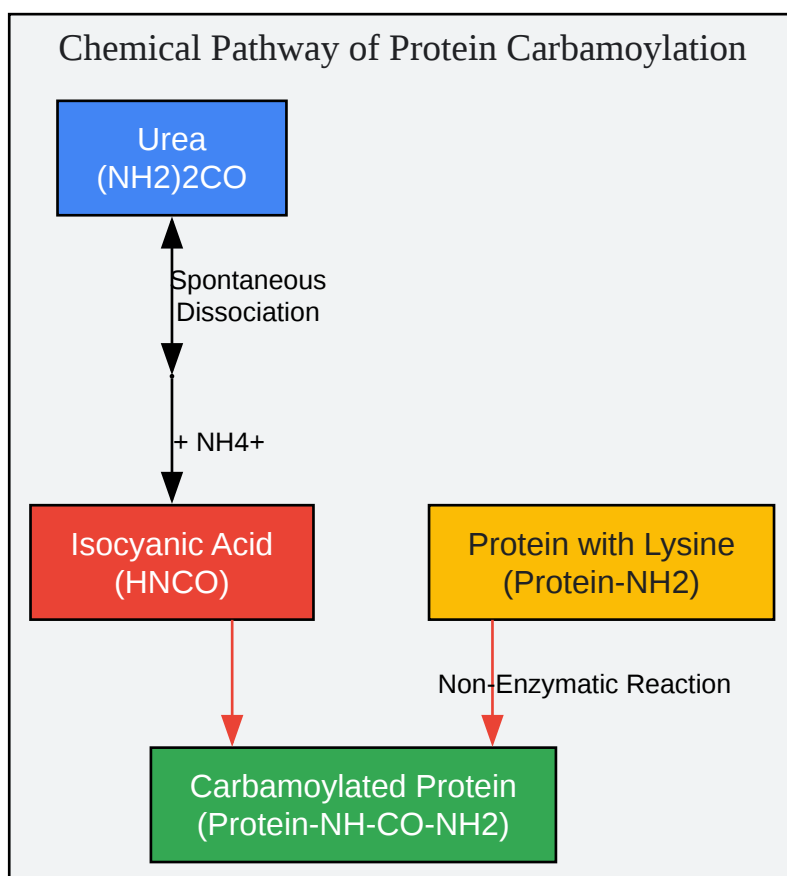 Chemical Pathway of Protein Carbamoylation
Urea
(NH2)2CO
Spontaneous
Dissociation
+ NH4+
Isocyanic Acid
(HNCO)
Protein with Lysine
(Protein-NH2)
Non-Enzymatic Reaction
Carbamoylated Protein
(Protein-NH-CO-NH2)